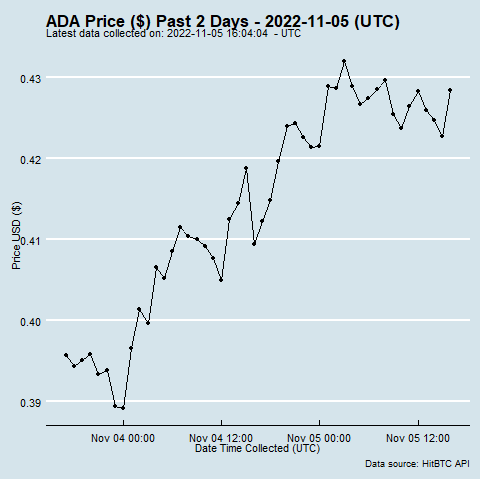 ADA Price ($) Past 2 Days - 2022-11-05 (UTC)
Latest data collected on: 2022-11-05 16:04:04  - UTC
0.43
0.42
0.41
0.40
0.39
Price USD ($)
Nov 04 00:00 Nov 04 12:00 Nov 05 00:00 Nov 05 12:00
Date Time Collected (UTC)
Data source: HitBTC API